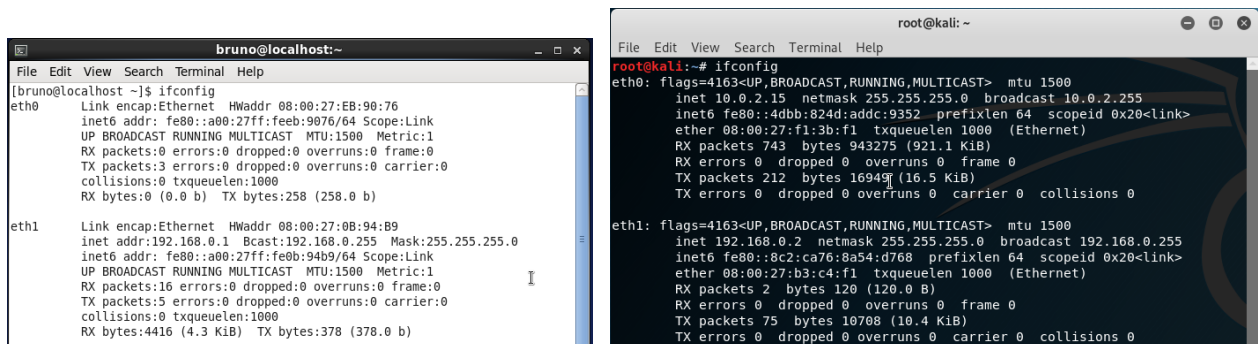 bruno@localhost:~
File Edit View Search Terminal Help
[bruno@localhost ~]$ ifconfig
eth0 Link encap:Ethernet HWaddr 08:00:27:EB:90:76
inet6 addr: fe80::a00:27ff:feeb:9076/64 Scope:Link
UP BROADCAST RUNNING MULTICAST MTU:1500 Metric:1
RX packets:0 errors:0 dropped:0 overruns:0 frame:0
TX packets:3 errors:0 dropped:0 overruns:0 carrier:0
collisions:0 txqueuelen:1000
RX bytes:0 (0.0 b) TX bytes:258 (258.0 b)
eth1 Link encap:Ethernet HWaddr 08:00:27:0B:94:B9
inet addr:192.168.0.1 Bcast:192.168.0.255 Mask:255.255.255.0
inet6 addr: fe80::a00:27ff:fe0b:94b9/64 Scope:Link
UP BROADCAST RUNNING MULTICAST MTU:1500 Metric:1
RX packets:16 errors:0 dropped:0 overruns:0 frame:0
TX packets:5 errors:0 dropped:0 overruns:0 carrier:0
collisions:0 txqueuelen:1000
RX bytes:4416 (4.3 KiB) TX bytes:378 (378.0 b)
root@kali: ~
File Edit View Search Terminal Help
root@kali:~# ifconfig
eth0: flags=4163<UP,BROADCAST,RUNNING,MULTICAST> mtu 1500
inet 10.0.2.15 netmask 255.255.255.0 broadcast 10.0.2.255
inet6 fe80::4dbb:824d:addc:9352 prefixlen 64 scopeid 0x20<link>
ether 08:00:27:f1:3b:f1 txqueuelen 1000 (Ethernet)
RX packets 743 bytes 943275 (921.1 KiB)
RX errors 0 dropped 0 overruns 0 frame 0
TX packets 212 bytes 16949 (16.5 KiB)
TX errors 0 dropped 0 overruns 0 carrier 0 collisions 0
eth1: flags=4163<UP,BROADCAST,RUNNING,MULTICAST> mtu 1500
inet 192.168.0.2 netmask 255.255.255.0 broadcast 192.168.0.255
inet6 fe80::8c2:ca76:8a54:d768 prefixlen 64 scopeid 0x20<link>
ether 08:00:27:b3:c4:f1 txqueuelen 1000 (Ethernet)
RX packets 2 bytes 120 (120.0 B)
RX errors 0 dropped 0 overruns 0 frame 0
TX packets 75 bytes 10708 (10.4 KiB)
TX errors 0 dropped 0 overruns 0 carrier 0 collisions 0